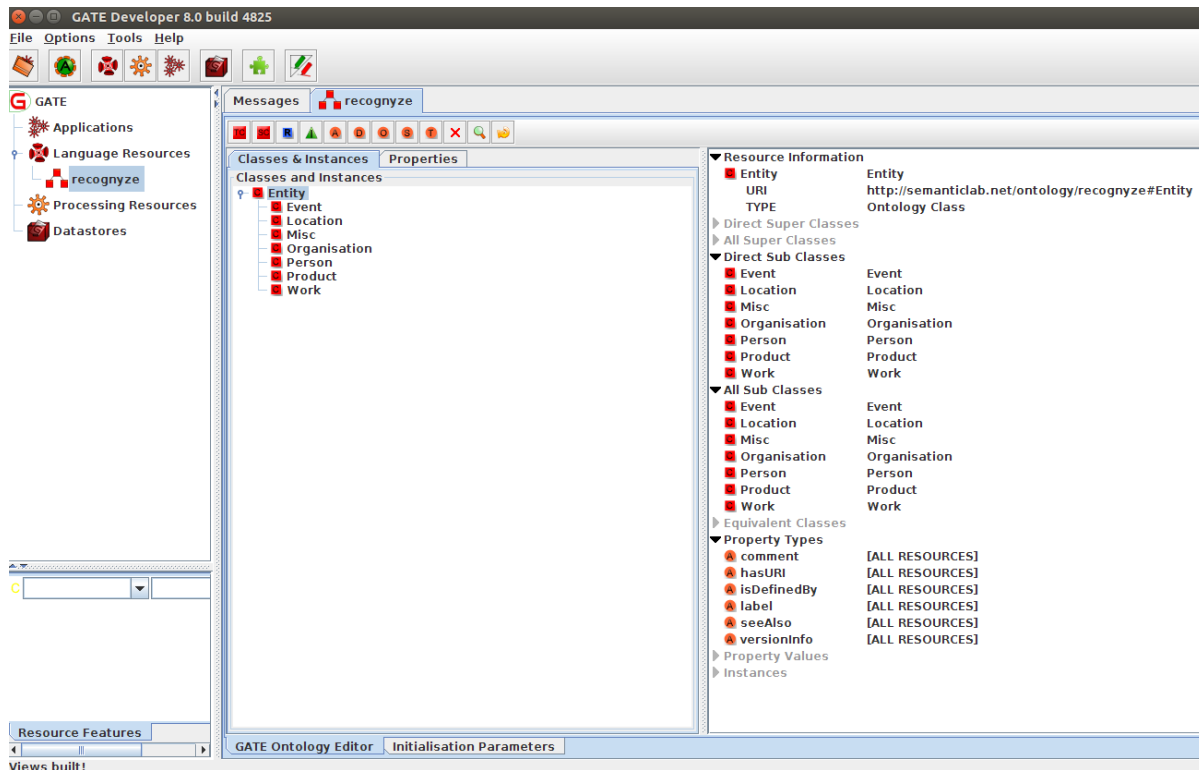 GATE Developer 8.0 build 4825
File Options Tools Help
GATE
Applications
Language Resources
recognyze
Processing Resources
Datastores
C
Resource Features
Messages recognyze
TC SC R I A D O S T
Classes & Instances Properties
Classes and Instances
C Entity
C Event
C Location
C Misc
C Organisation
C Person
C Product
C Work
Resource Information
C Entity Entity
URI http://semanticlab.net/ontology/recognyze#Entity
TYPE Ontology Class
Direct Super Classes
All Super Classes
Direct Sub Classes
C Event Event
C Location Location
C Misc Misc
C Organisation Organisation
C Person Person
C Product Product
C Work Work
All Sub Classes
C Event Event
C Location Location
C Misc Misc
C Organisation Organisation
C Person Person
C Product Product
C Work Work
Equivalent Classes
Property Types
A comment [ALL RESOURCES]
A hasURI [ALL RESOURCES]
A isDefinedBy [ALL RESOURCES]
A label [ALL RESOURCES]
A seeAlso [ALL RESOURCES]
A versionInfo [ALL RESOURCES]
Property Values
Instances
GATE Ontology Editor Initialisation Parameters
Views built!